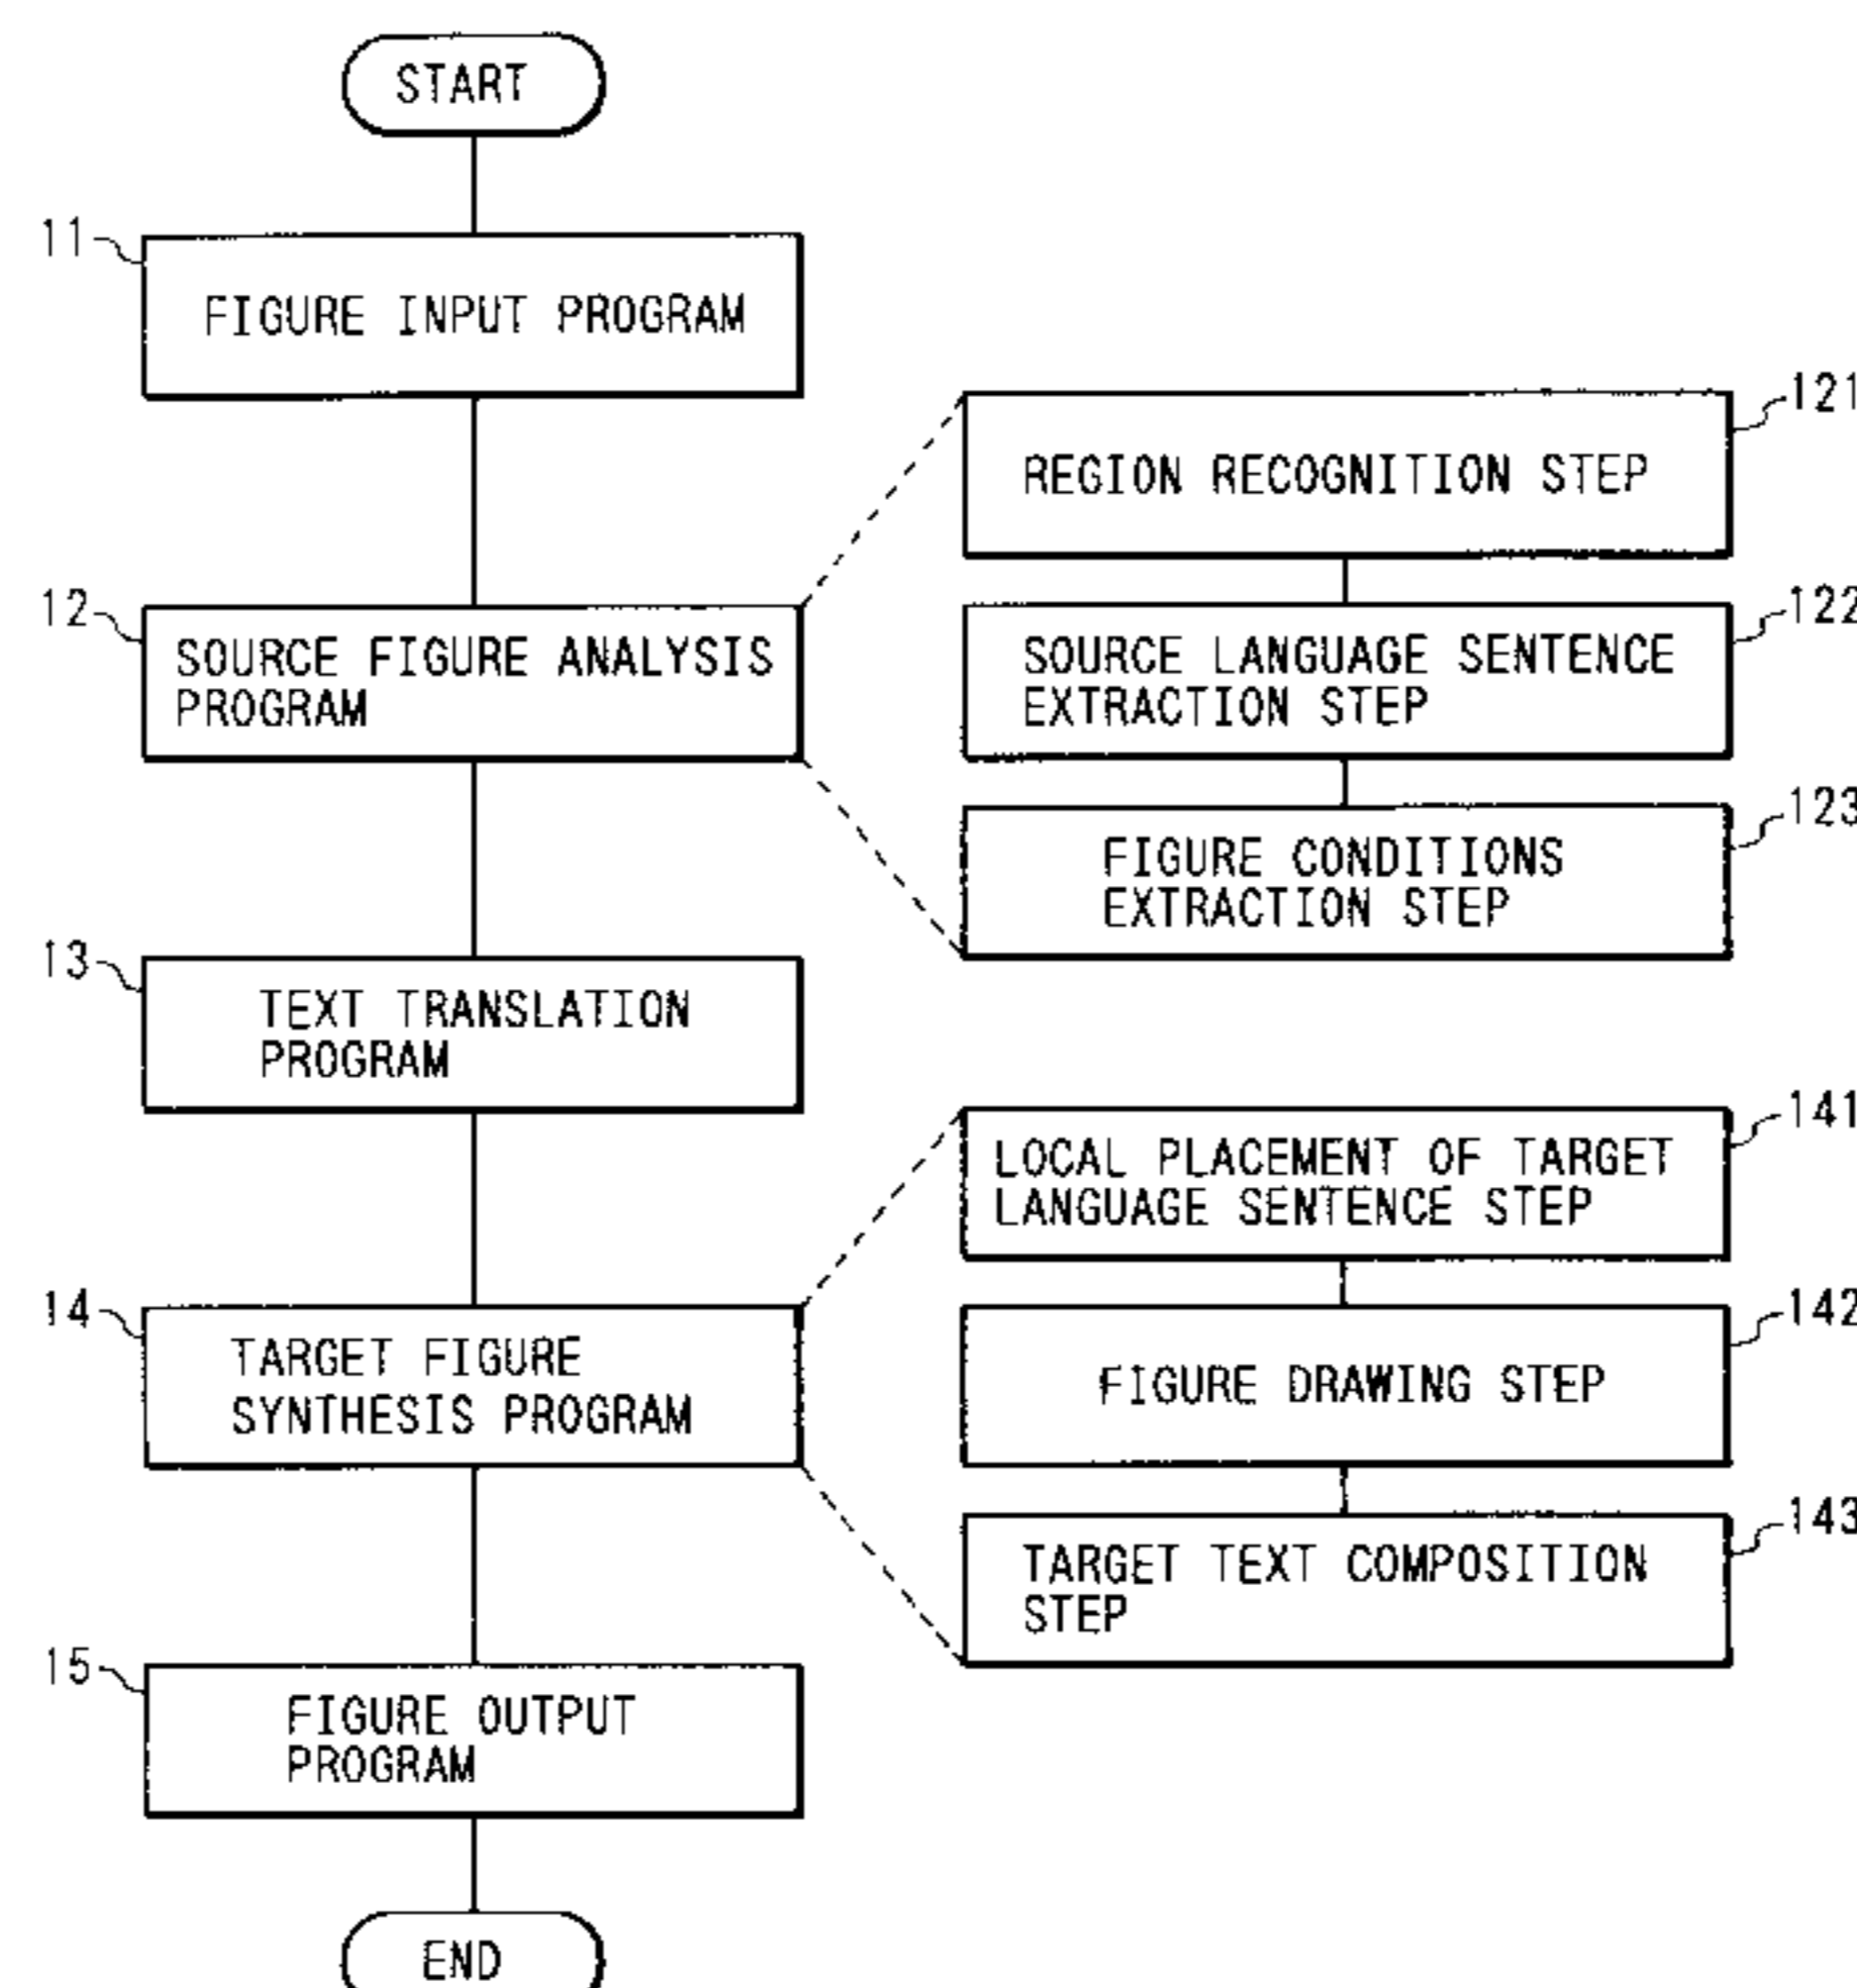 START
11
FIGURE INPUT PROGRAM
12
SOURCE FIGURE ANALYSIS
PROGRAM
121
REGION RECOGNITION STEP
122
SOURCE LANGUAGE SENTENCE
EXTRACTION STEP
123
FIGURE CONDITIONS
EXTRACTION STEP
13
TEXT TRANSLATION
PROGRAM
14
TARGET FIGURE
SYNTHESIS PROGRAM
141
LOCAL PLACEMENT OF TARGET
LANGUAGE SENTENCE STEP
142
FIGURE DRAWING STEP
143
TARGET TEXT COMPOSITION
STEP
15
FIGURE OUTPUT
PROGRAM
END